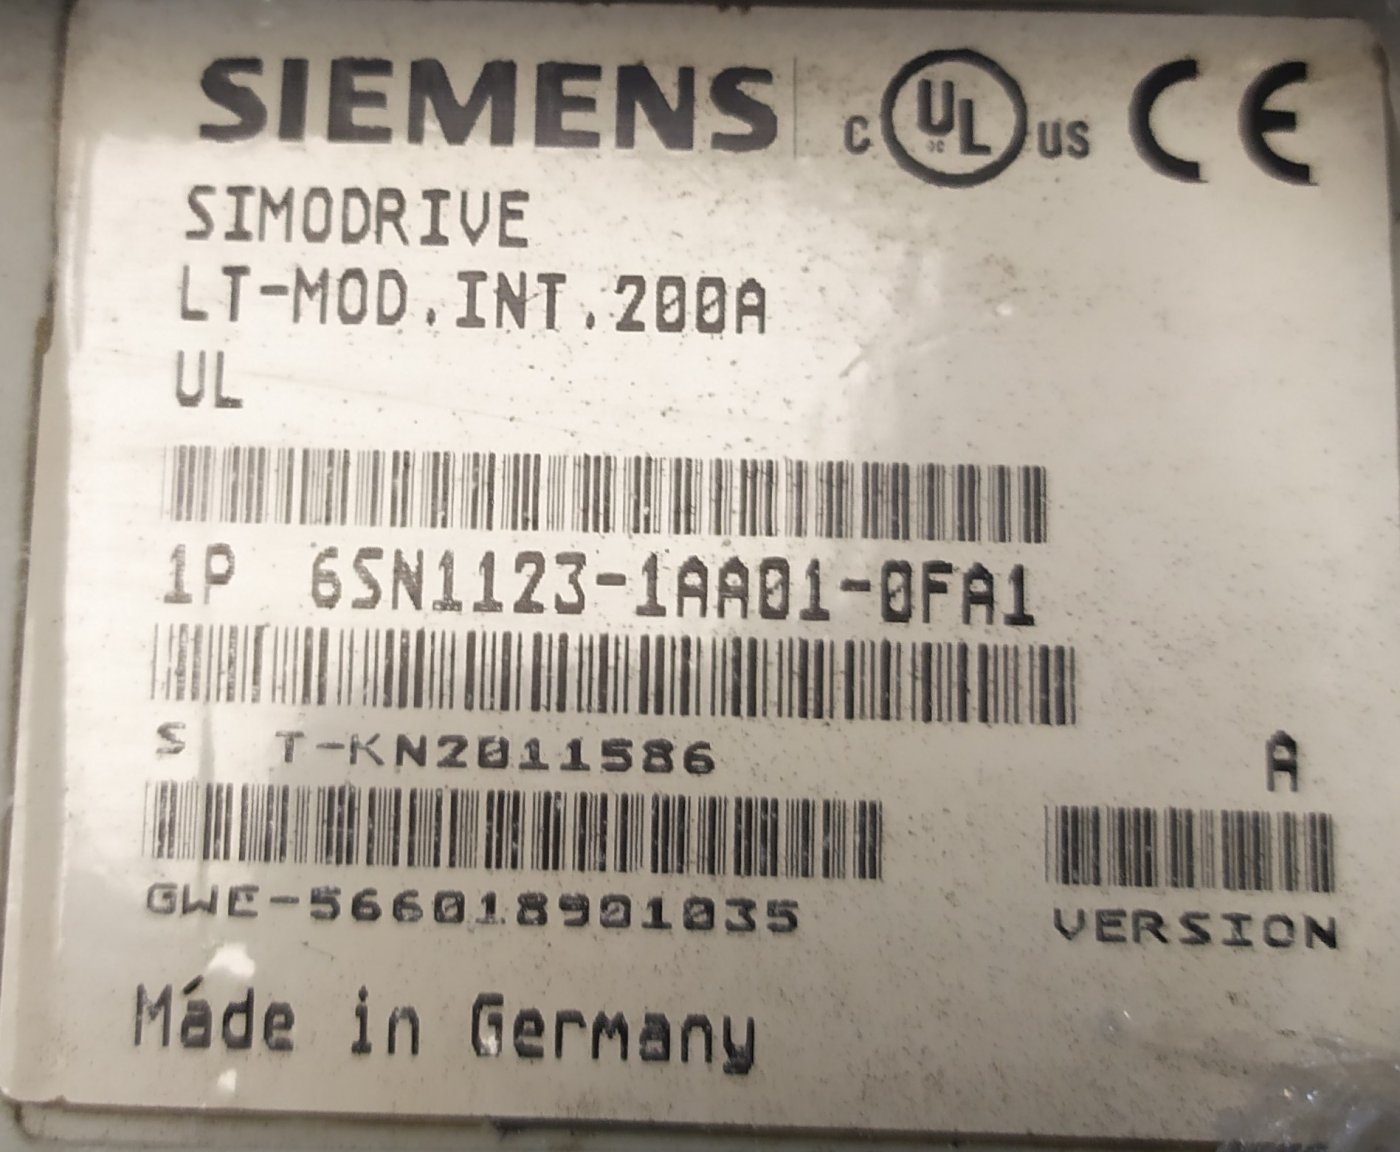 SIEMENS
C UL US CE
SIMODRIVE
LT-MOD.INT.200A
UL
1P 6SN1123-1AA01-0FA1
S T-KN2011586
A
GWE-566018901035
VERSION
Made in Germany